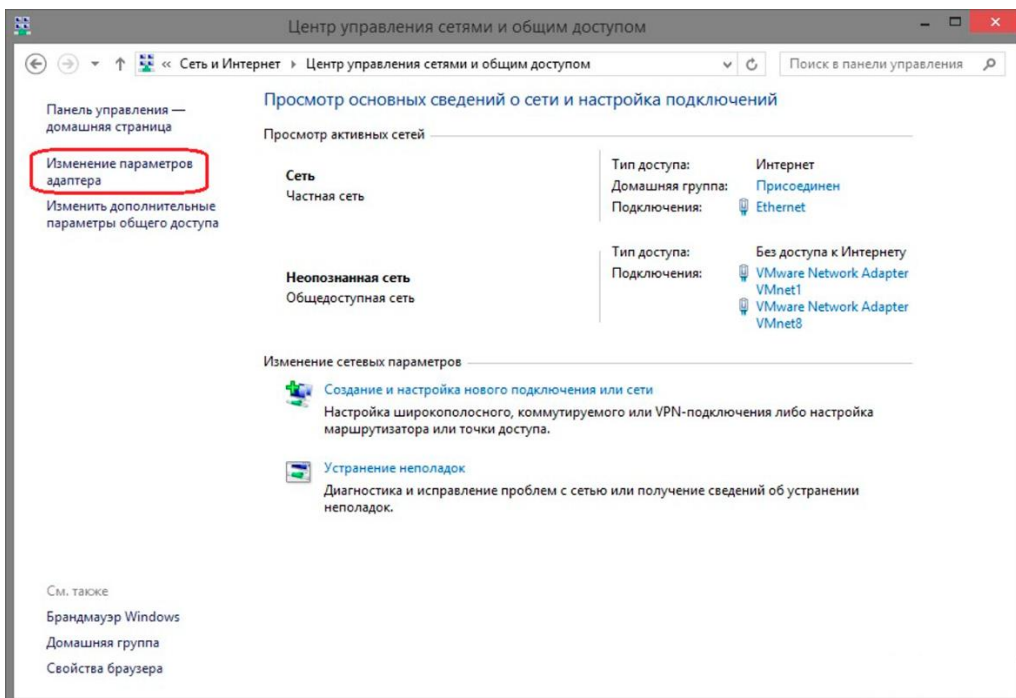 Центр управления сетями и общим доступом
« Сеть и Интернет Центр управления сетями и общим доступом
Поиск в панели управления
Панель управления —
домашняя страница
Изменение параметров
адаптера
Изменить дополнительные
параметры общего доступа
Просмотр основных сведений о сети и настройка подключений
Просмотр активных сетей
Сеть
Частная сеть
Тип доступа: Интернет
Домашняя группа: Присоединен
Подключения: Ethernet
Неопознанная сеть
Общедоступная сеть
Тип доступа: Без доступа к Интернету
Подключения: VMware Network Adapter
VMnet1
VMware Network Adapter
VMnet8
Изменение сетевых параметров
Создание и настройка нового подключения или сети
Настройка широкополосного, коммутируемого или VPN-подключения либо настройка
маршрутизатора или точки доступа.
Устранение неполадок
Диагностика и исправление проблем с сетью или получение сведений об устранении
неполадок.
См. также
Брандмауэр Windows
Домашняя группа
Свойства браузера